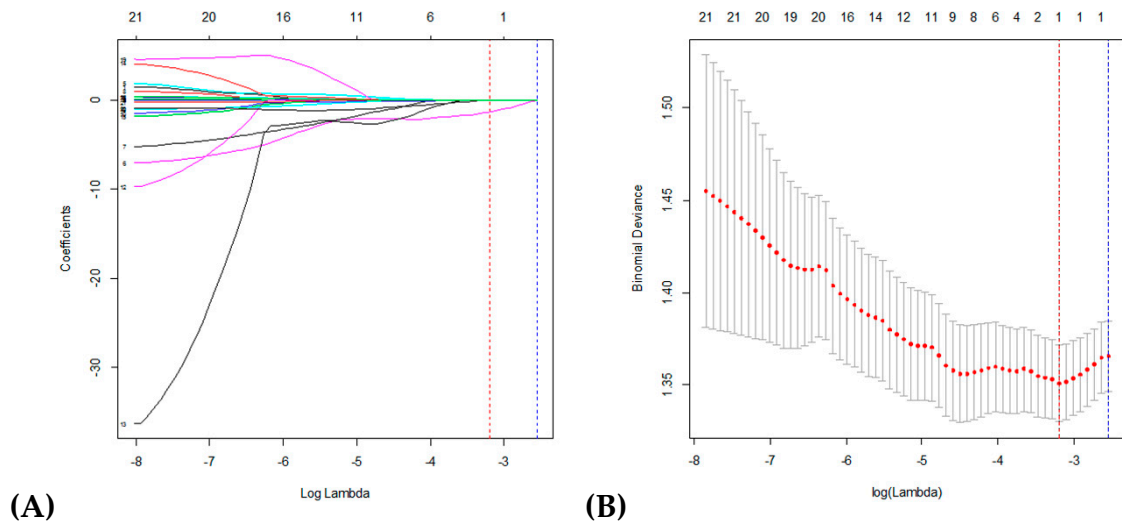 21 20 16 11 6 1
0
-10
-20
-30
Coefficients
7
6
-8 -7 -6 -5 -4 -3
Log Lambda
(A)
21 21 20 19 20 16 14 12 11 9 8 6 4 2 1 1 1
1.50
1.45
1.40
1.35
Binomial Deviance
-8 -7 -6 -5 -4 -3
log(Lambda)
(B)